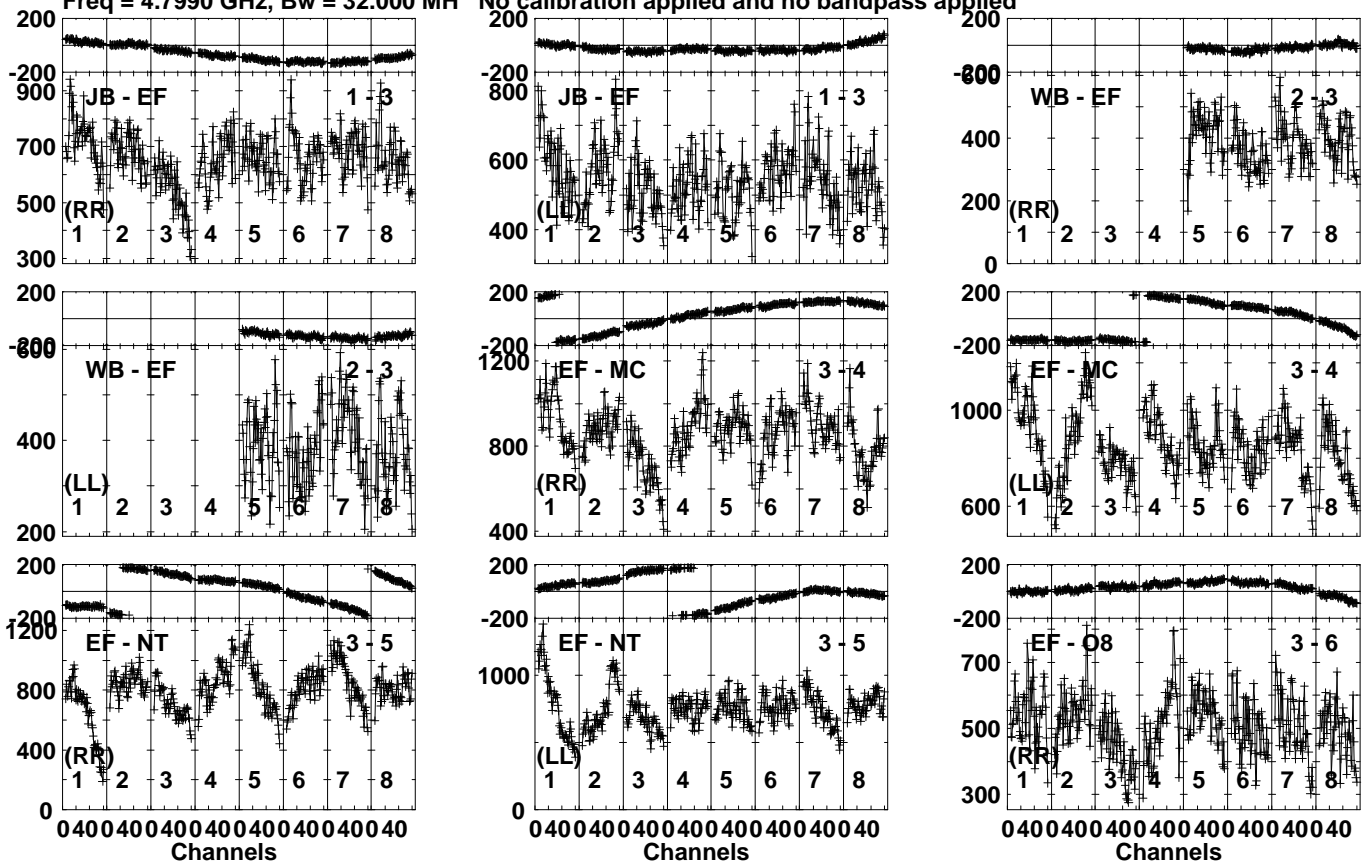 Freq = 4.7990 GHz, Bw = 32.000 MH No calibration applied and no bandpass applied
200 200 200
-200 -200 -200
900 800 600
JB - EF 1 - 3 JB - EF 1 - 3 WB - EF 2 - 3
700 600 400
500 400 200
300 0
(RR) (LL) (RR)
1 2 3 4 5 6 7 8 1 2 3 4 5 6 7 8 1 2 3 4 5 6 7 8
200 200 200
-200 -200 -200
600 1200
WB - EF 2 - 3 EF - MC 3 - 4 EF - MC 3 - 4
400 800 1000
200 400 600
(LL) (RR) (LL)
1 2 3 4 5 6 7 8 1 2 3 4 5 6 7 8 1 2 3 4 5 6 7 8
200 200 200
-200 -200 -200
1200
EF - NT 3 - 5 EF - NT 3 - 5 EF - O8 3 - 6
800 1000 700
400 500
0 0 300
(RR) (LL) (RR)
1 2 3 4 5 6 7 8 1 2 3 4 5 6 7 8 1 2 3 4 5 6 7 8
0 40 0 40 0 40 0 40 0 40 0 40 0 40 0 40 0 40 0 40 0 40 0 40 0 40 0 40 0 40 0 40 0 40 0 40 0 40 0 40 0 40 0 40 0 40 0 40
Channels Channels Channels